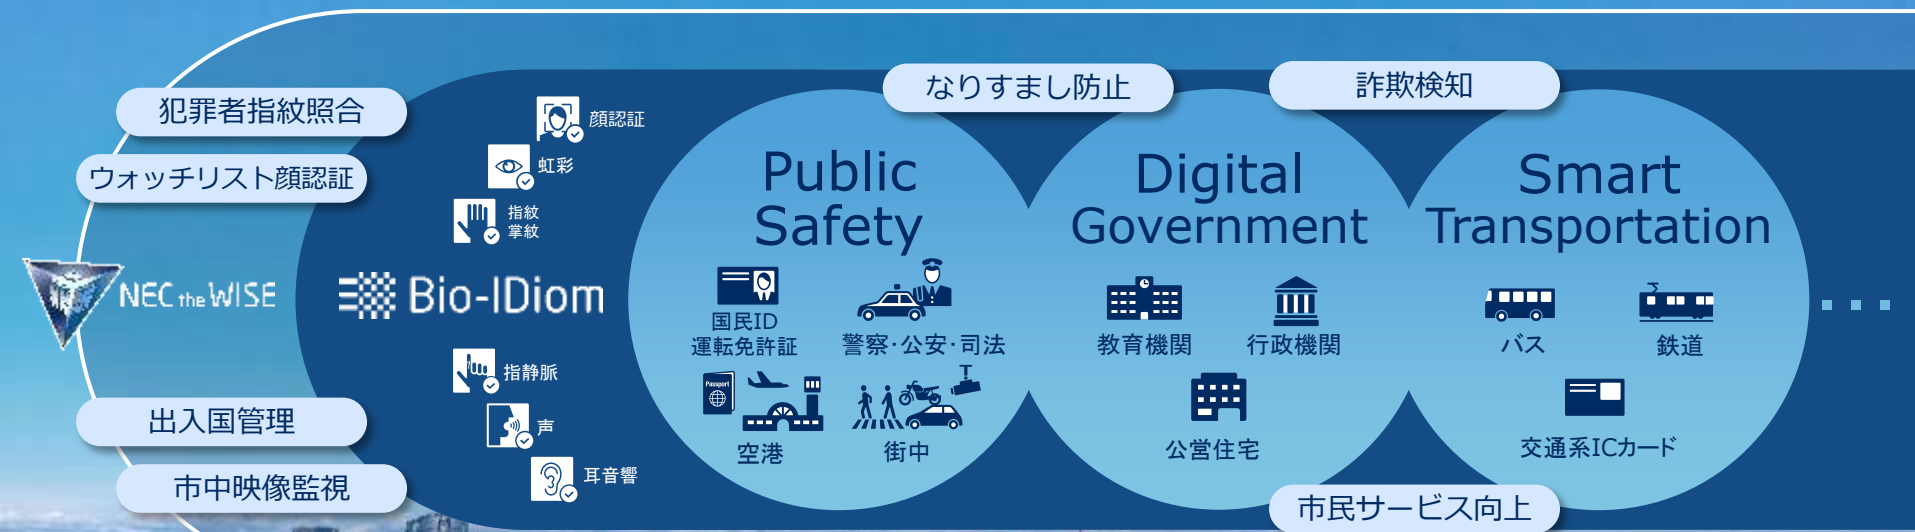 なりすまし防止
詐欺検知
犯罪者指紋照合
ウォッチリスト顔認証
NEC the WISE
出入国管理
市中映像監視
顔認証
虹彩
指紋
掌紋
Bio-IDiom
指静脈
声
耳音響
Public
Safety
国民ID
運転免許証
警察・公安・司法
Passport
空港
街中
Digital
Government
教育機関
行政機関
公営住宅
Smart
Transportation
バス
鉄道
交通系ICカード
市民サービス向上